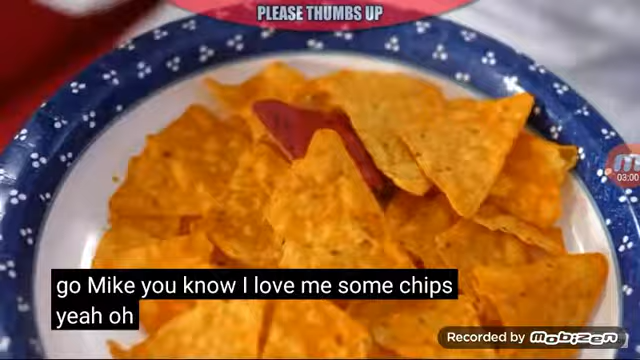 PLEASE THUMBS UP
03:00
go Mike you know I love me some chips
yeah oh
Recorded by mobizen